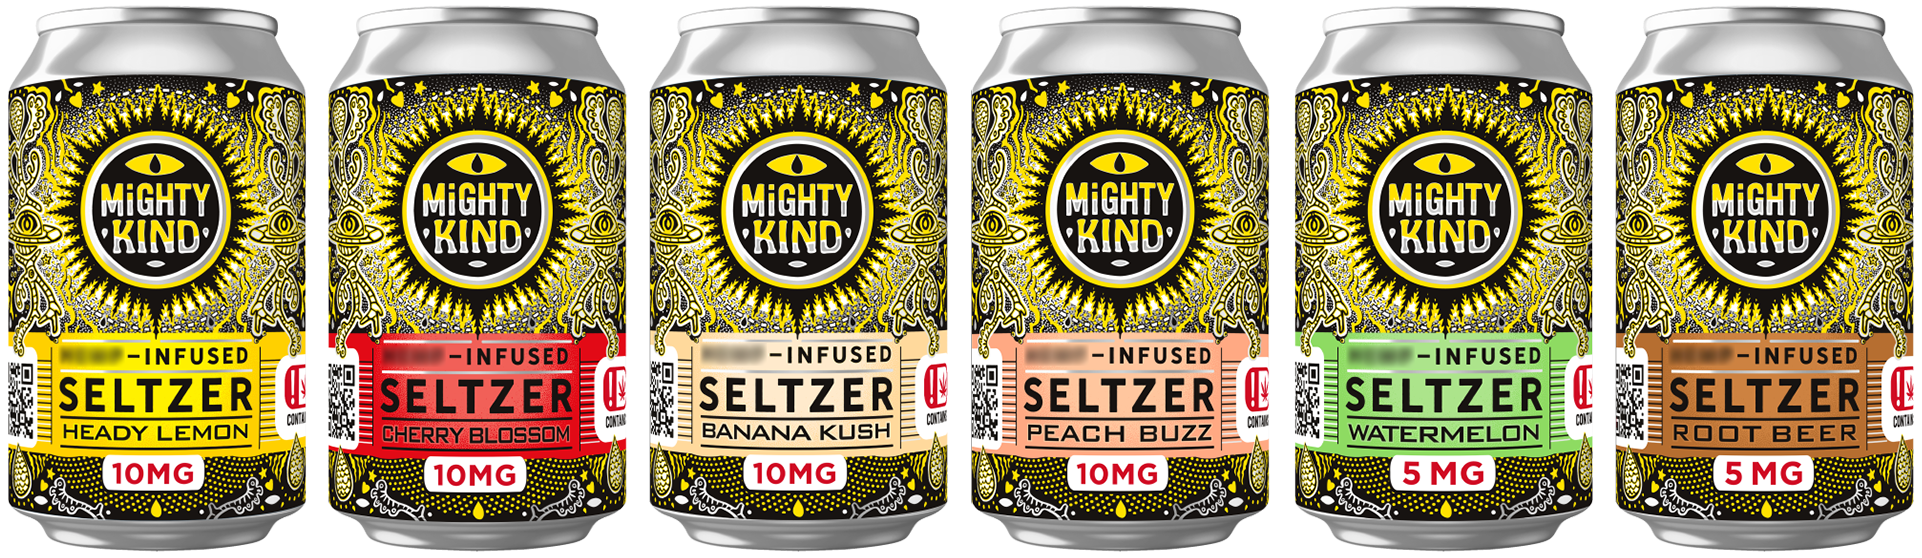 MiGHTY
KIND
-INFUSED
SELTZER
HEADY LEMON
10MG
MiGHTY
KIND
-INFUSED
SELTZER
CHERRY BLOSSOM
10MG
MiGHTY
KIND
-INFUSED
SELTZER
BANANA KUSH
10MG
MiGHTY
KIND
-INFUSED
SELTZER
PEACH BUZZ
10MG
MiGHTY
KIND
-INFUSED
SELTZER
WATERMELON
5 MG
MiGHTY
KIND
-INFUSED
SELTZER
ROOT BEER
5 MG